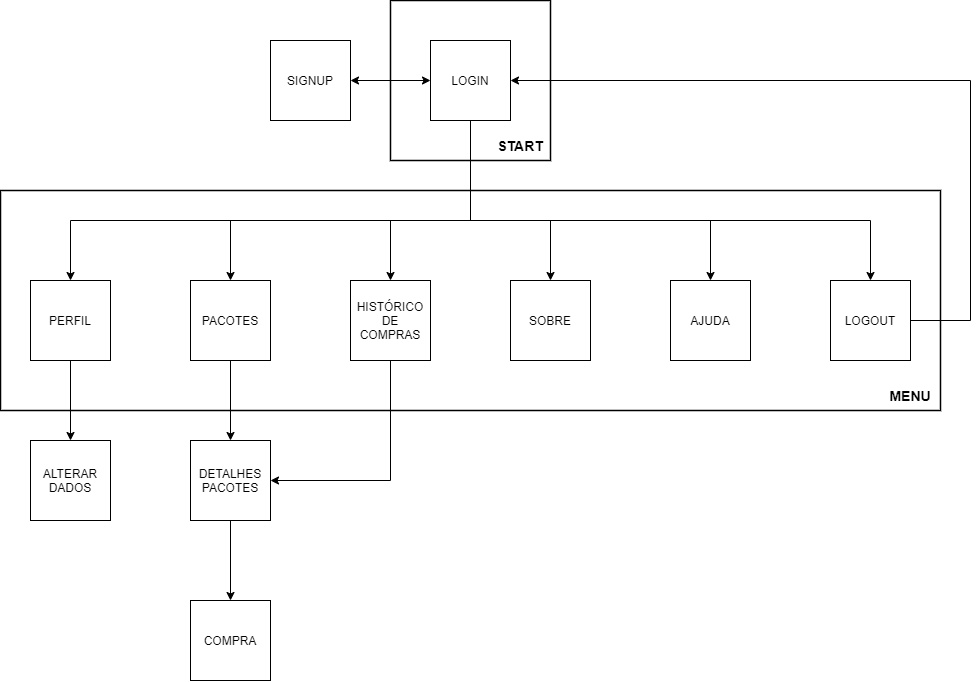 SIGNUP
LOGIN
START
PERFIL
PACOTES
HISTÓRICO
DE
COMPRAS
SOBRE
AJUDA
LOGOUT
MENU
ALTERAR
DADOS
DETALHES
PACOTES
COMPRA